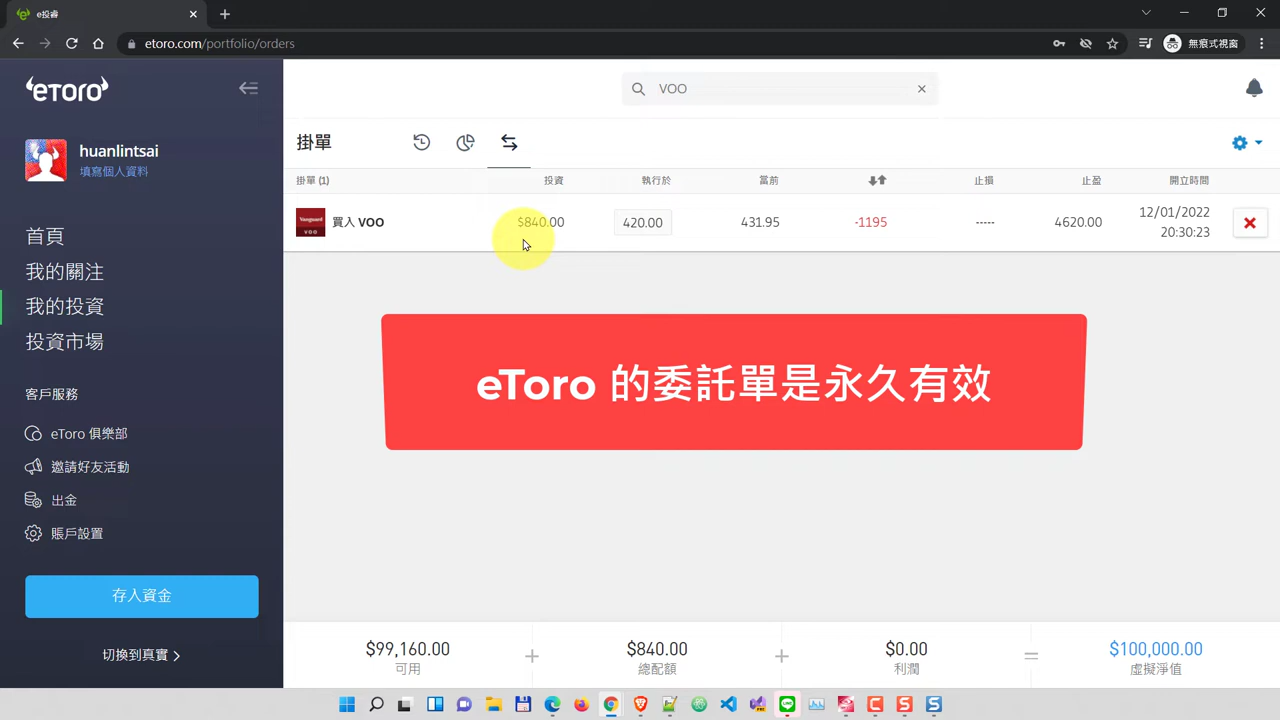 e投睿
etoro.com/portfolio/orders
無痕式視窗
eToro
VOO
huanlintsai
填寫個人資料
掛單
掛單 (1)
投資
執行於
當前
止損
止盈
開立時間
Vanguard
VOO
買入 VOO
$840.00
420.00
431.95
-1195
-----
4620.00
12/01/2022
20:30:23
首頁
我的關注
我的投資
投資市場
eToro 的委託單是永久有效
客戶服務
eToro 俱樂部
邀請好友活動
出金
賬戶設置
存入資金
切換到真實
$99,160.00
可用
+
$840.00
總配額
+
$0.00
利潤
=
$100,000.00
虛擬淨值